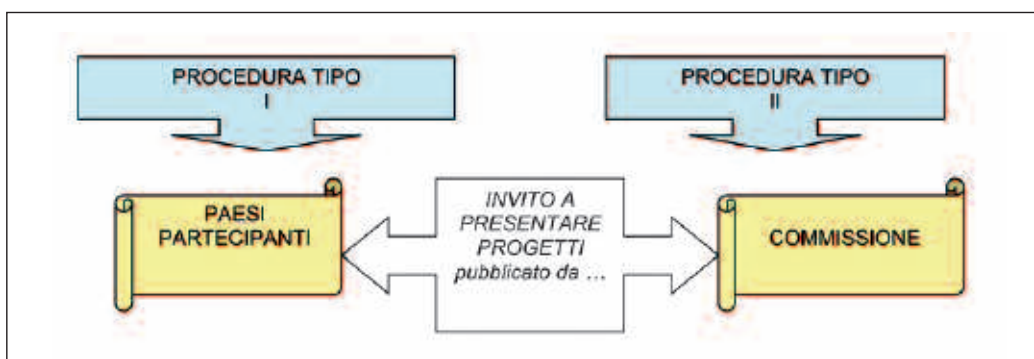 PROCEDURA TIPO
I
PROCEDURA TIPO
II
PAESI
PARTECIPANTI
INVITO A
PRESENTARE
PROGETTI
pubblicato da ...
COMMISSIONE